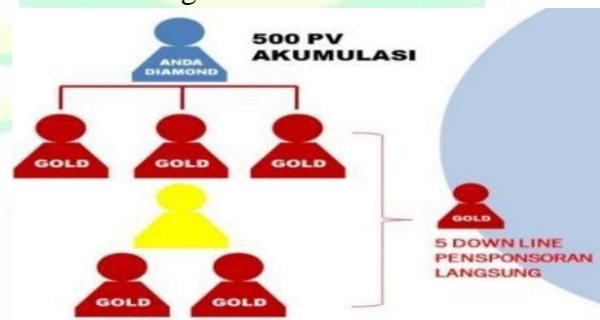 500 PV
AKUMULASI
ANDA
DIAMOND
GOLD
GOLD
GOLD
GOLD
5 DOWN LINE
PENSPONSORAN
LANGSUNG
GOLD
GOLD